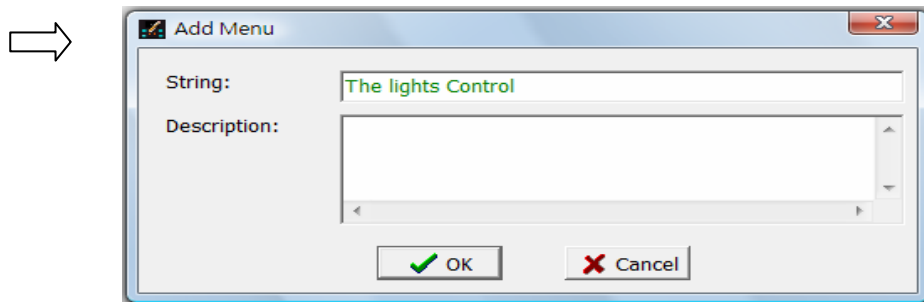 Add Menu
String:
The lights Control
Description:
OK
Cancel